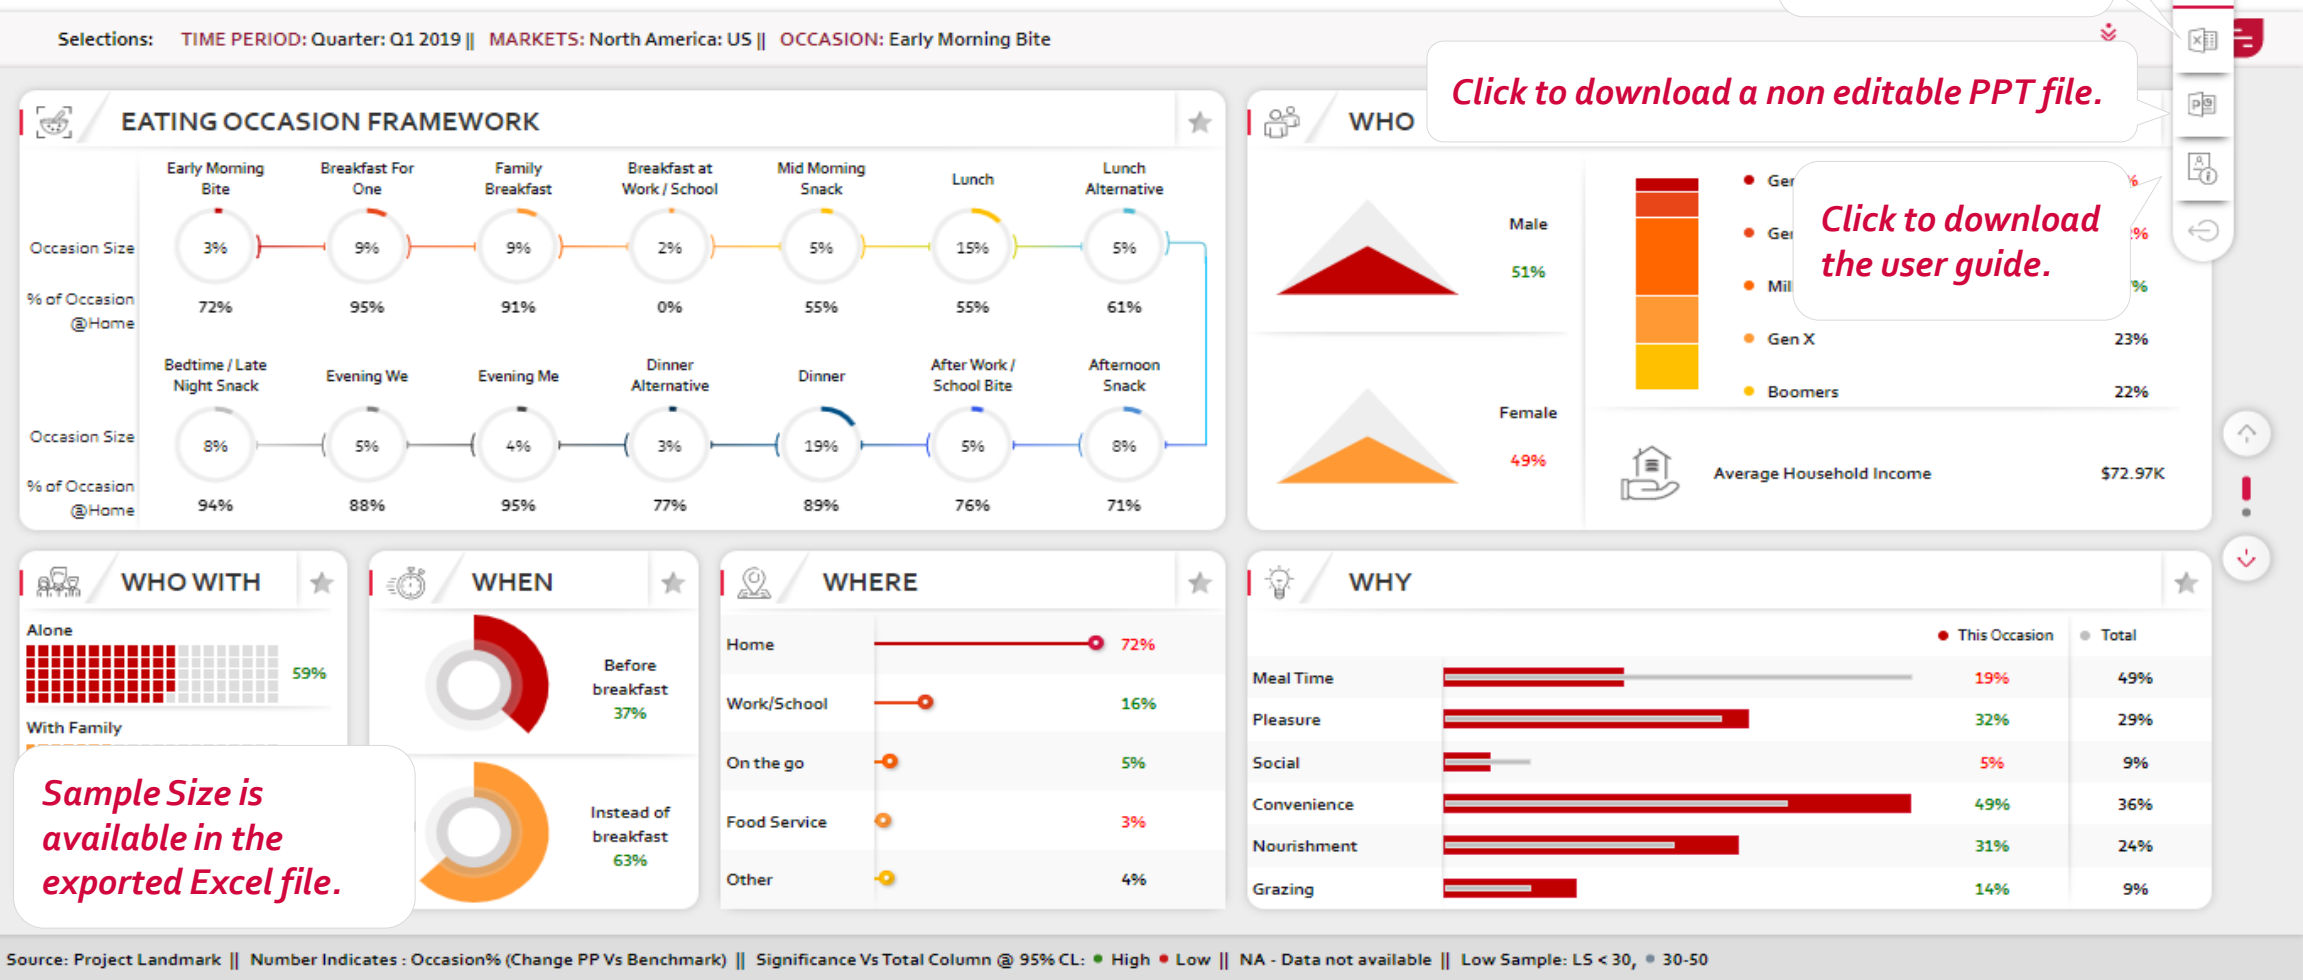 Selections: TIME PERIOD: Quarter: Q1 2019 || MARKETS: North America: US || OCCASION: Early Morning Bite
Click to download a non editable PPT file.
EATING OCCASION FRAMEWORK
Early Morning Bite
Breakfast For One
Family Breakfast
Breakfast at Work / School
Mid Morning Snack
Lunch
Lunch Alternative
Occasion Size 3% 9% 9% 2% 5% 15% 5%
% of Occasion @Home 72% 95% 91% 0% 55% 55% 61%
Bedtime / Late Night Snack
Evening We
Evening Me
Dinner Alternative
Dinner
After Work / School Bite
Afternoon Snack
Occasion Size 8% 5% 4% 3% 19% 5% 8%
% of Occasion @Home 94% 88% 95% 77% 89% 76% 71%
WHO
Male
51%
Female
49%
Click to download
the user guide.
Gen X 23%
Boomers 22%
Average Household Income $72.97K
WHO WITH
Alone
59%
With Family
Sample Size is
available in the
exported Excel file.
WHEN
Before
breakfast
37%
Instead of
breakfast
63%
WHERE
Home 72%
Work/School 16%
On the go 5%
Food Service 3%
Other 4%
WHY
This Occasion Total
Meal Time 19% 49%
Pleasure 32% 29%
Social 5% 9%
Convenience 49% 36%
Nourishment 31% 24%
Grazing 14% 9%
Source: Project Landmark || Number Indicates : Occasion% (Change PP Vs Benchmark) || Significance Vs Total Column @ 95% CL: • High • Low || NA - Data not available || Low Sample: LS < 30, • 30-50